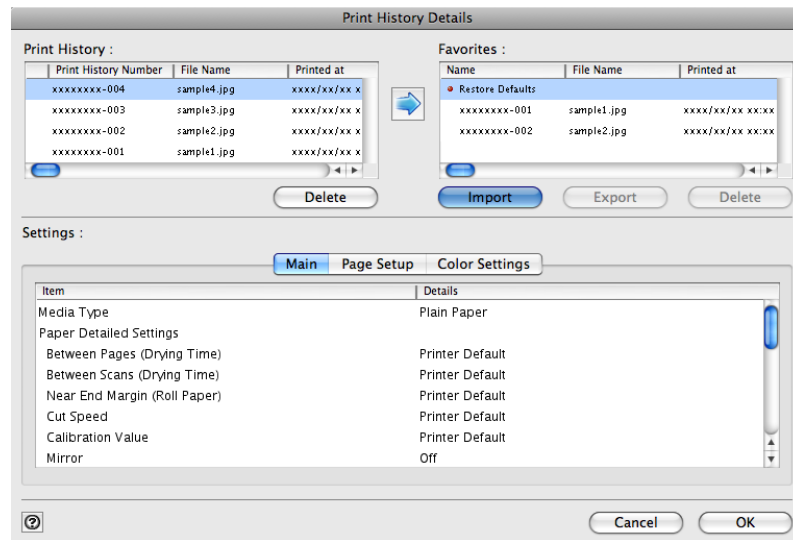 Print History Details
Print History : Favorites :
Print History Number File Name Printed at Name File Name Printed at
xxxxxxxx-004 sample4.jpg xxxx/xx/xx x Restore Defaults
xxxxxxxx-003 sample3.jpg xxxx/xx/xx x xxxxxxxx-001 sample1.jpg xxxx/xx/xx xx:xx
xxxxxxxx-002 sample2.jpg xxxx/xx/xx x xxxxxxxx-002 sample2.jpg xxxx/xx/xx xx:xx
xxxxxxxx-001 sample1.jpg xxxx/xx/xx x
Delete Import Export Delete
Settings :
Main Page Setup Color Settings
Item Details
Media Type Plain Paper
Paper Detailed Settings
Between Pages (Drying Time) Printer Default
Between Scans (Drying Time) Printer Default
Near End Margin (Roll Paper) Printer Default
Cut Speed Printer Default
Calibration Value Printer Default
Mirror Off
? Cancel OK